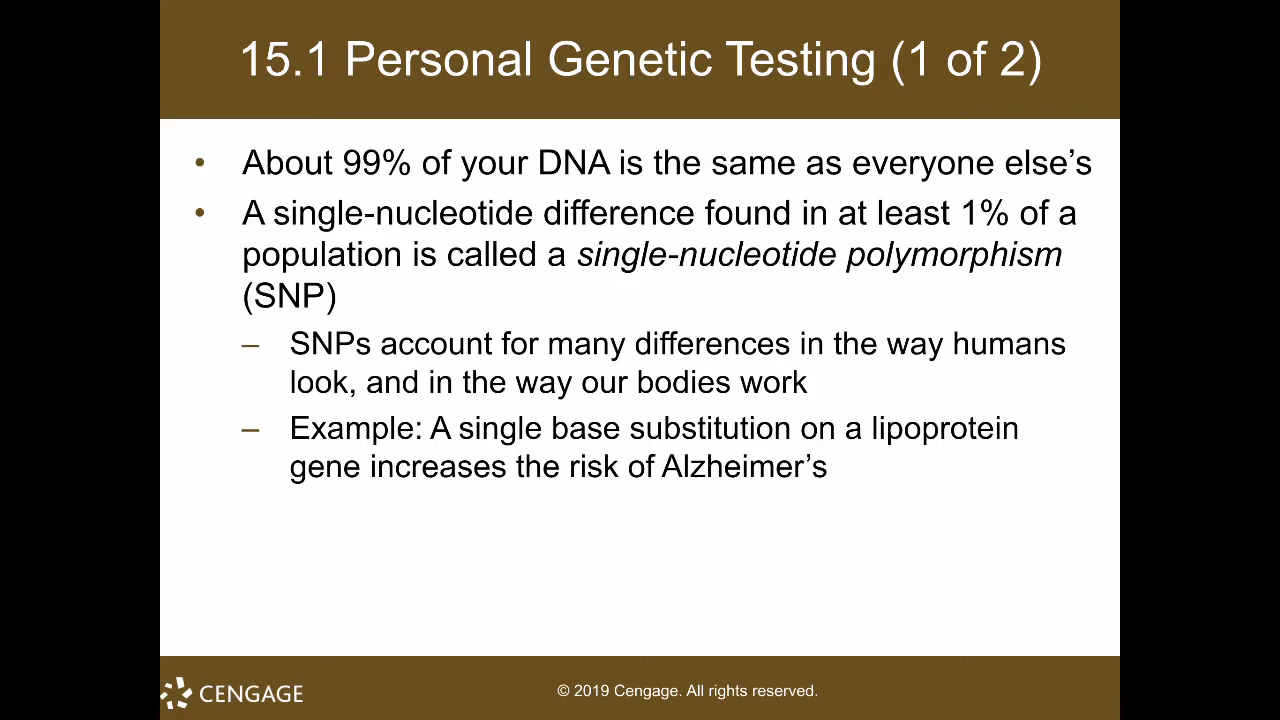 15.1 Personal Genetic Testing (1 of 2)
• About 99% of your DNA is the same as everyone else’s
• A single-nucleotide difference found in at least 1% of a
population is called a single-nucleotide polymorphism
(SNP)
– SNPs account for many differences in the way humans
look, and in the way our bodies work
– Example: A single base substitution on a lipoprotein
gene increases the risk of Alzheimer’s
CENGAGE
© 2019 Cengage. All rights reserved.